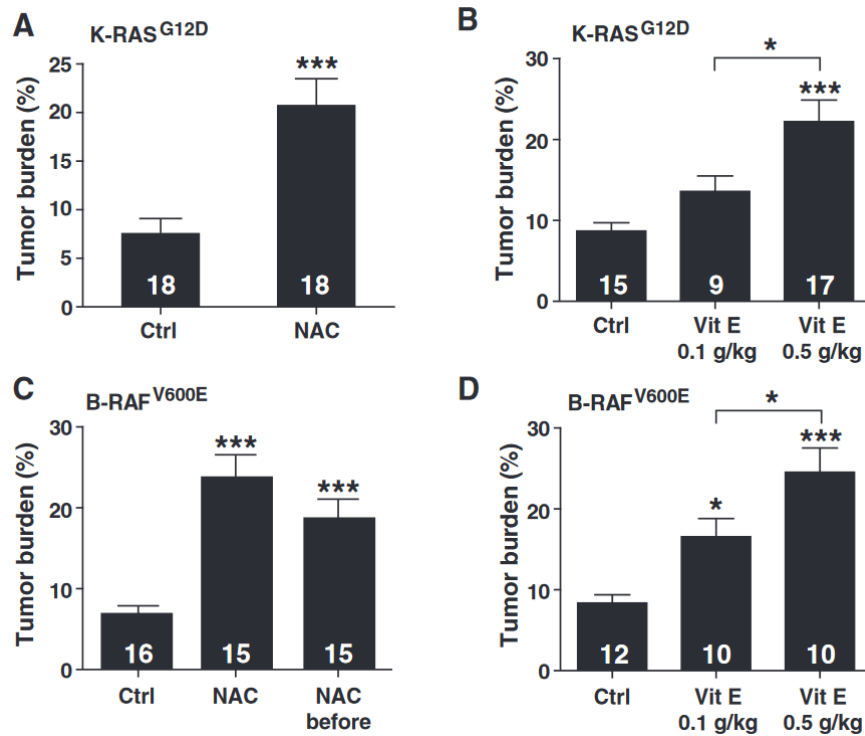 A
K-RAS G12D
Tumor burden (%)
25
20
15
10
5
0
***
18
18
Ctrl
NAC
B
K-RAS G12D
Tumor burden (%)
30
20
10
0
*
***
15
9
17
Ctrl
Vit E
0.1 g/kg
Vit E
0.5 g/kg
C
B-RAF V600E
Tumor burden (%)
30
20
10
0
***
***
16
15
15
Ctrl
NAC
NAC
before
D
B-RAF V600E
Tumor burden (%)
30
20
10
0
*
*
***
12
10
10
Ctrl
Vit E
0.1 g/kg
Vit E
0.5 g/kg